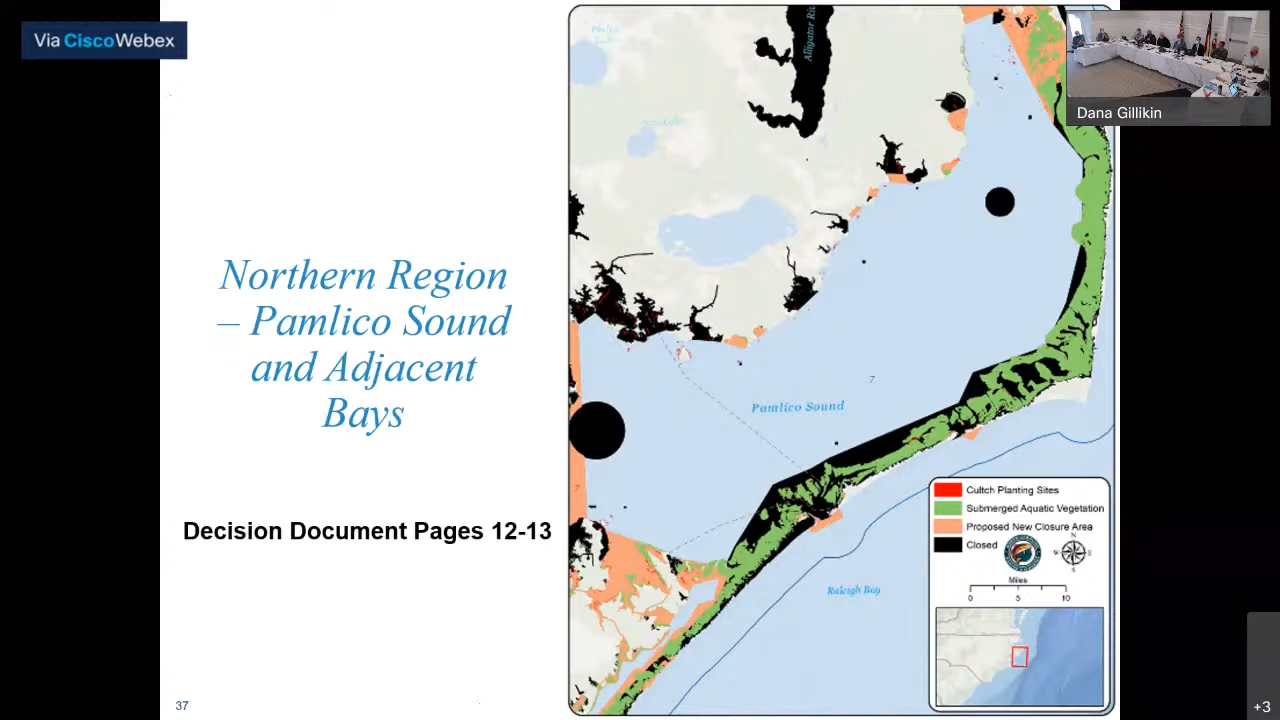 Via CiscoWebex
Dana Gillikin
Northern Region
– Pamlico Sound
and Adjacent
Bays
Decision Document Pages 12-13
37
Alligator
7
Pamlico Sound
7
Raleigh Bay
Cultch Planting Sites
Submerged Aquatic Vegetation
Proposed New Closure Area
Closed
N
W
E
S
Miles
0 5 10
+3